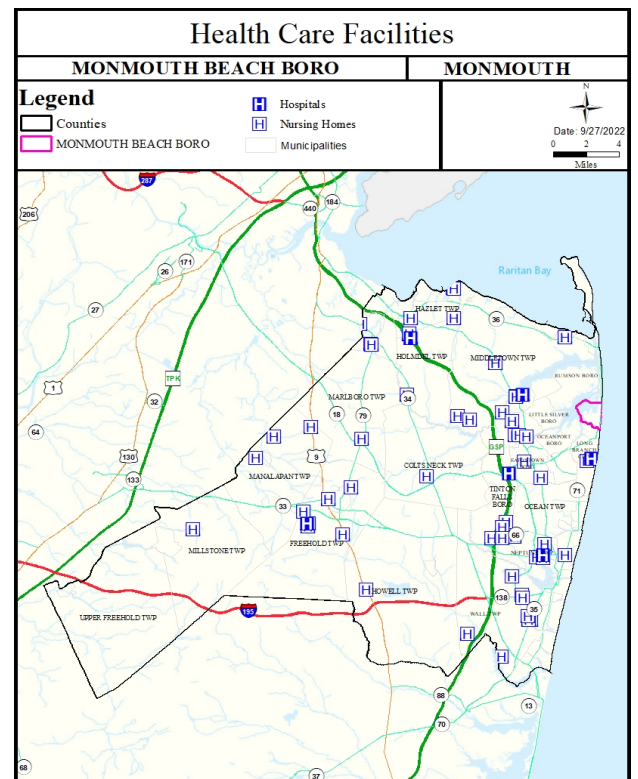 Health Care Facilities
MONMOUTH BEACH BORO
MONMOUTH
Legend
Counties
MONMOUTH BEACH BORO
H Hospitals
H Nursing Homes
Municipalities
N
Date: 9/27/2022
0 2 4
Miles
287
440
184
206
Raritan Bay
171
26
27
HAZLET TWP
36
HOLMDEL TWP
MIDDLETOWN TWP
1
TPK
RUMSON BORO
32
MARLBORO TWP
34
18
79
LITTLE SILVER
BORO
64
OCEANPORT
BORO
LONG
BRANCH
GSP
130
9
133
COLTS NECK TWP
MANALAPAN TWP
TINTON
FALLS
BORO
71
33
OCEAN TWP
FREEHOLD TWP
66
MILLSTONE TWP
HOWELL TWP
138
195
35
UPPER FREEHOLD TWP
WALL TWP
88
13
70
68
37